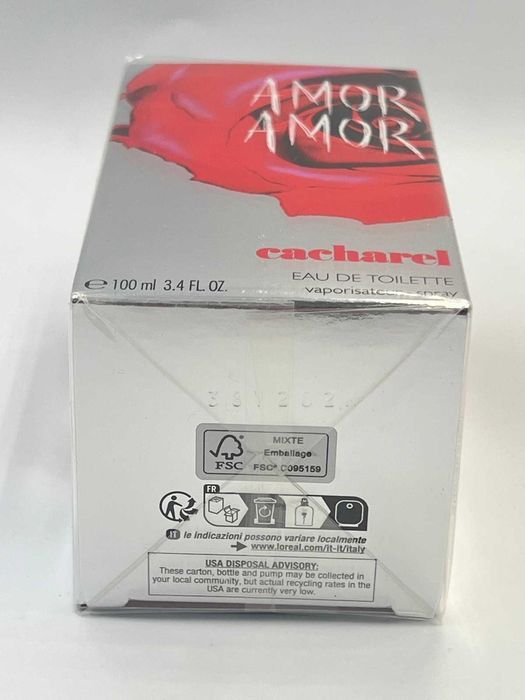 AMOR
AMOR
cacharel
EAU DE TOILETTE
e 100 ml 3.4 FL. OZ.
MIXTE
Emballage
FSC
FSC® C095159
FR
IT le indicazioni possono variare localmente
www.loreal.com/it-it/italy
USA DISPOSAL ADVISORY:
These carton, bottle and pump may be collected in
your local community, but actual recycling rates in the
USA are currently very low.